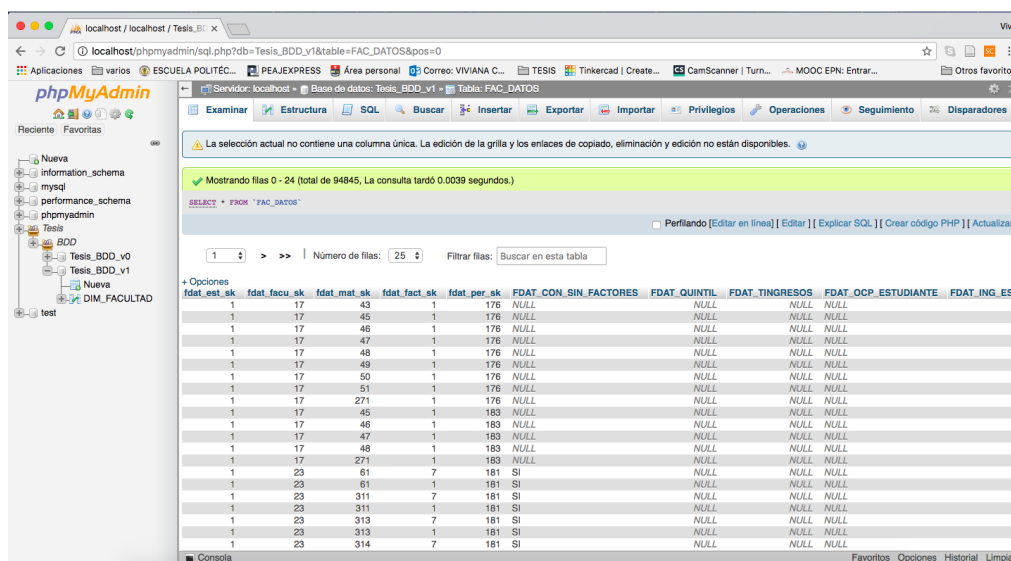 localhost / localhost / Tesis_BD
localhost/phpmyadmin/sql.php?db=Tesis_BDD_v1&table=FAC_DATOS&pos=0
Aplicaciones varios ESCUELA POLITÉC... PEAJEXPRESS Área personal Correo: VIVIANA C... TESIS Tinkercad | Create... CamScanner | Turn... MOOC EPN: Entrar... Otros favorito
phpMyAdmin
Reciente Favoritas
Nueva
information_schema
mysql
performance_schema
phpmyadmin
Tesis
BDD
Tesis_BDD_v0
Tesis_BDD_v1
Nueva
DIM_FACULTAD
test
Servidor: localhost » Base de datos: Tesis_BDD_v1 » Tabla: FAC_DATOS
Examinar Estructura SQL Buscar Insertar Exportar Importar Privilegios Operaciones Seguimiento Disparadores
La selección actual no contiene una columna única. La edición de la grilla y los enlaces de copiado, eliminación y edición no están disponibles.
Mostrando filas 0 - 24 (total de 94845, La consulta tardó 0.0039 segundos.)
SELECT * FROM `FAC_DATOS`
Perfilando [Editar en línea] [ Editar ] [ Explicar SQL ] [ Crear código PHP ] [ Actualizar
1 > >> | Número de filas: 25 Filtrar filas: Buscar en esta tabla
+ Opciones
fdat_est_sk fdat_facu_sk fdat_mat_sk fdat_fact_sk fdat_per_sk FDAT_CON_SIN_FACTORES FDAT_QUINTIL FDAT_TINGRESOS FDAT_OCP_ESTUDIANTE FDAT_ING_ES
1 17 43 1 176 NULL NULL NULL NULL
1 17 45 1 176 NULL NULL NULL NULL
1 17 46 1 176 NULL NULL NULL NULL
1 17 47 1 176 NULL NULL NULL NULL
1 17 48 1 176 NULL NULL NULL NULL
1 17 49 1 176 NULL NULL NULL NULL
1 17 50 1 176 NULL NULL NULL NULL
1 17 51 1 176 NULL NULL NULL NULL
1 17 271 1 176 NULL NULL NULL NULL
1 17 45 1 183 NULL NULL NULL NULL
1 17 46 1 183 NULL NULL NULL NULL
1 17 47 1 183 NULL NULL NULL NULL
1 17 48 1 183 NULL NULL NULL NULL
1 17 271 1 183 NULL NULL NULL NULL
1 23 61 7 181 SI NULL NULL NULL
1 23 61 1 181 SI NULL NULL NULL
1 23 311 7 181 SI NULL NULL NULL
1 23 311 1 181 SI NULL NULL NULL
1 23 313 7 181 SI NULL NULL NULL
1 23 313 1 181 SI NULL NULL NULL
1 23 314 7 181 SI NULL NULL NULL
Consola Favoritos Opciones Historial Limpia